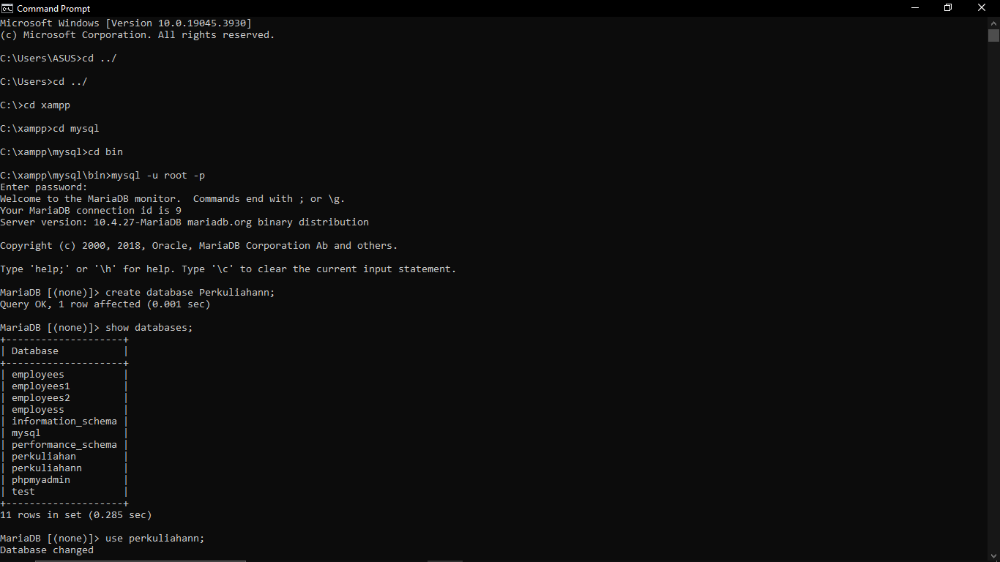 Command Prompt
Microsoft Windows [Version 10.0.19045.3930]
(c) Microsoft Corporation. All rights reserved.
C:\Users\ASUS>cd ../
C:\Users>cd ../
C:\>cd xampp
C:\xampp>cd mysql
C:\xampp\mysql>cd bin
C:\xampp\mysql\bin>mysql -u root -p
Enter password:
Welcome to the MariaDB monitor.  Commands end with ; or \g.
Your MariaDB connection id is 9
Server version: 10.4.27-MariaDB mariadb.org binary distribution
Copyright (c) 2000, 2018, Oracle, MariaDB Corporation Ab and others.
Type 'help;' or '\h' for help. Type '\c' to clear the current input statement.
MariaDB [(none)]> create database Perkuliahann;
Query OK, 1 row affected (0.001 sec)
MariaDB [(none)]> show databases;
+--------------------+
| Database           |
+--------------------+
| employees          |
| employees1         |
| employees2         |
| employess          |
| information_schema |
| mysql              |
| performance_schema |
| perkuliahan        |
| perkuliahann       |
| phpmyadmin         |
| test               |
+--------------------+
11 rows in set (0.285 sec)
MariaDB [(none)]> use perkuliahann;
Database changed